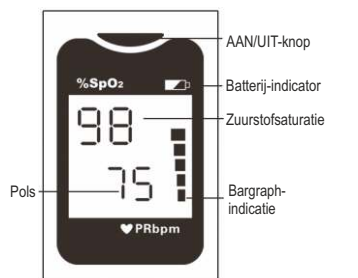 AAN/UIT-knop
%SpO2
Batterij-indicator
98
Zuurstofsaturatie
Pols
75
Bargraph-
indicatie
PRbpm